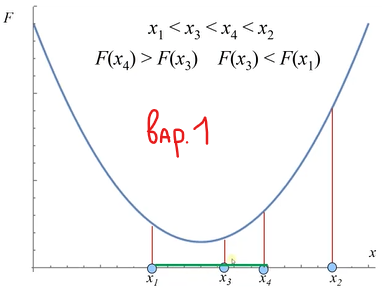 F
x₁ < x₃ < x₄ < x₂
F(x₄) > F(x₃) F(x₃) < F(x₁)
вар. 1
x
x₁ x₃ x₄ x₂